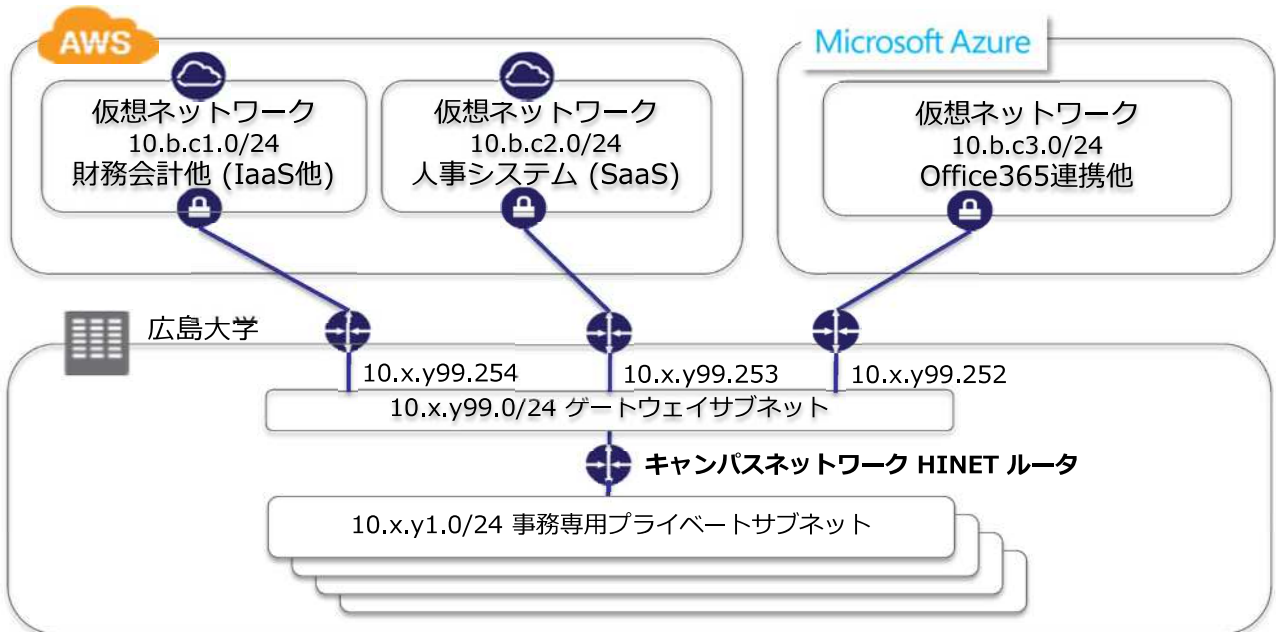 AWS
Microsoft Azure
仮想ネットワーク
10.b.c1.0/24
財務会計他 (IaaS他)
仮想ネットワーク
10.b.c2.0/24
人事システム (SaaS)
仮想ネットワーク
10.b.c3.0/24
Office365連携他
広島大学
10.x.y99.254
10.x.y99.253
10.x.y99.252
10.x.y99.0/24 ゲートウェイサブネット
キャンパスネットワーク HINET ルータ
10.x.y1.0/24 事務専用プライベートサブネット